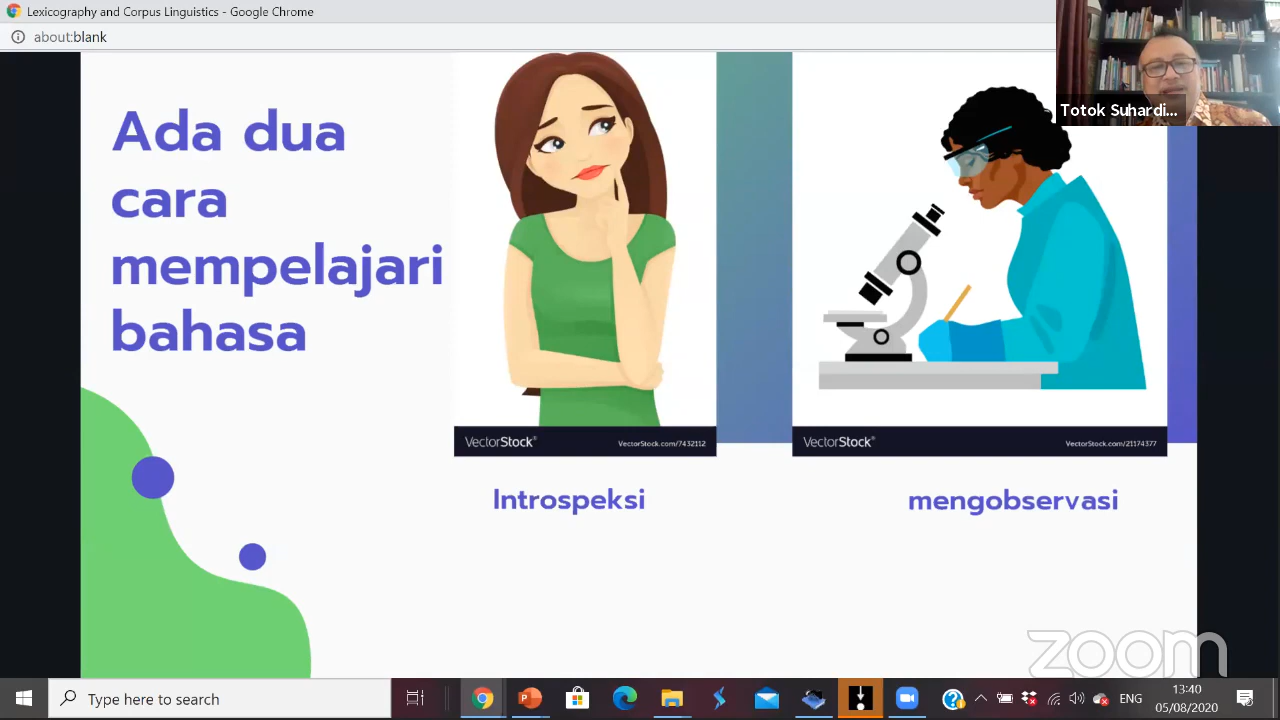 Lexicography and Corpus Linguistics - Google Chrome
about:blank
Totok Suhardi...
Ada dua
cara
mempelajari
bahasa
VectorStock®
VectorStock.com/7432112
VectorStock®
VectorStock.com/21174377
Introspeksi
mengobservasi
zoom
Type here to search
ENG
13:40
05/08/2020